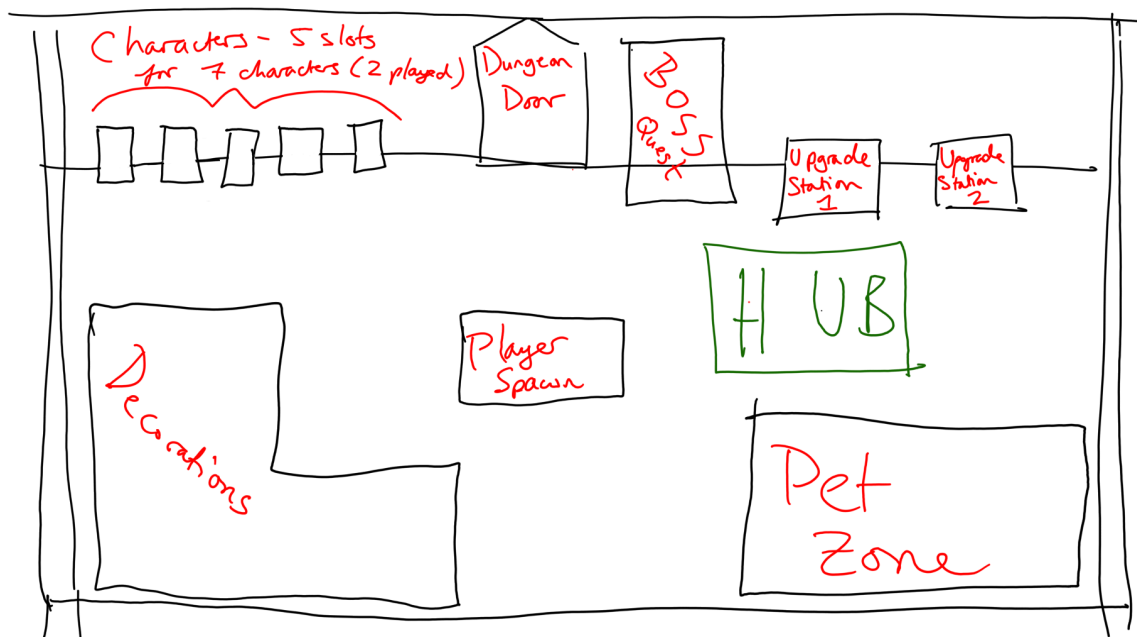 Characters - 5 slots
for 7 characters (2 played)
Dungeon
Door
BOSS
Quest
Upgrade
Station
1
Upgrade
Station
2
HUB
Player
Spawn
Decorations
Pet
Zone